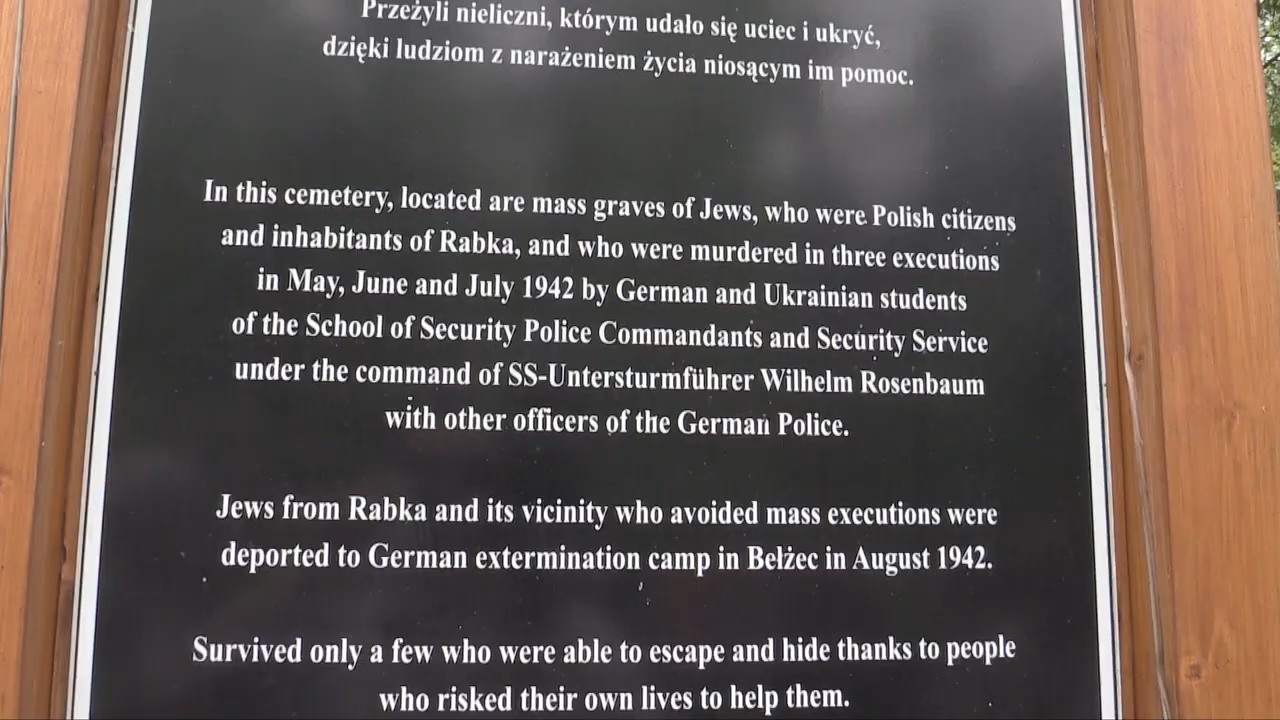 Przeżyli nieliczni, którym udało się uciec i ukryć,
dzięki ludziom z narażeniem życia niosącym im pomoc.
In this cemetery, located are mass graves of Jews, who were Polish citizens
and inhabitants of Rabka, and who were murdered in three executions
in May, June and July 1942 by German and Ukrainian students
of the School of Security Police Commandants and Security Service
under the command of SS-Untersturmführer Wilhelm Rosenbaum
with other officers of the German Police.
Jews from Rabka and its vicinity who avoided mass executions were
deported to German extermination camp in Bełżec in August 1942.
Survived only a few who were able to escape and hide thanks to people
who risked their own lives to help them.